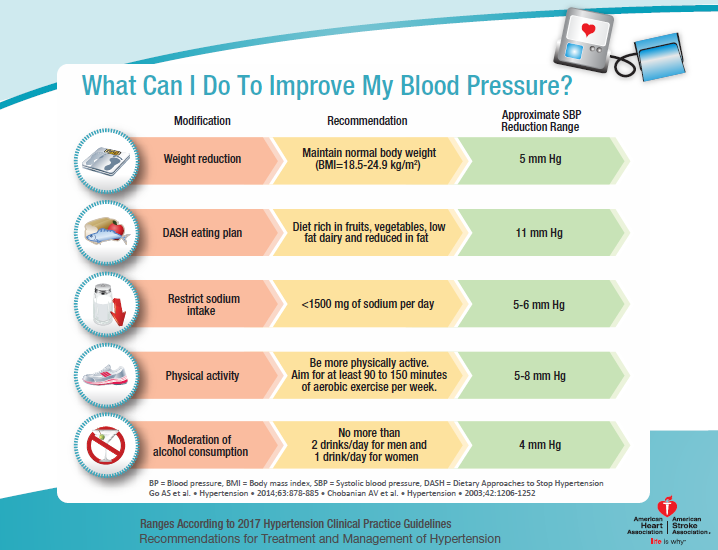 What Can I Do To Improve My Blood Pressure?
Modification
Recommendation
Approximate SBP
Reduction Range
Weight reduction
Maintain normal body weight
(BMI=18.5-24.9 kg/m²)
5 mm Hg
DASH eating plan
Diet rich in fruits, vegetables, low
fat dairy and reduced in fat
11 mm Hg
Restrict sodium
intake
<1500 mg of sodium per day
5-6 mm Hg
Physical activity
Be more physically active.
Aim for at least 90 to 150 minutes
of aerobic exercise per week.
5-8 mm Hg
Moderation of
alcohol consumption
No more than
2 drinks/day for men and
1 drink/day for women
4 mm Hg
BP = Blood pressure, BMI = Body mass index, SBP = Systolic blood pressure, DASH = Dietary Approaches to Stop Hypertension
Go AS et al. • Hypertension • 2014;63:878-885 • Chobanian AV et al. • Hypertension • 2003;42:1206-1252
Ranges According to 2017 Hypertension Clinical Practice Guidelines
Recommendations for Treatment and Management of Hypertension
American Heart Association®
American Stroke Association®
life is why®